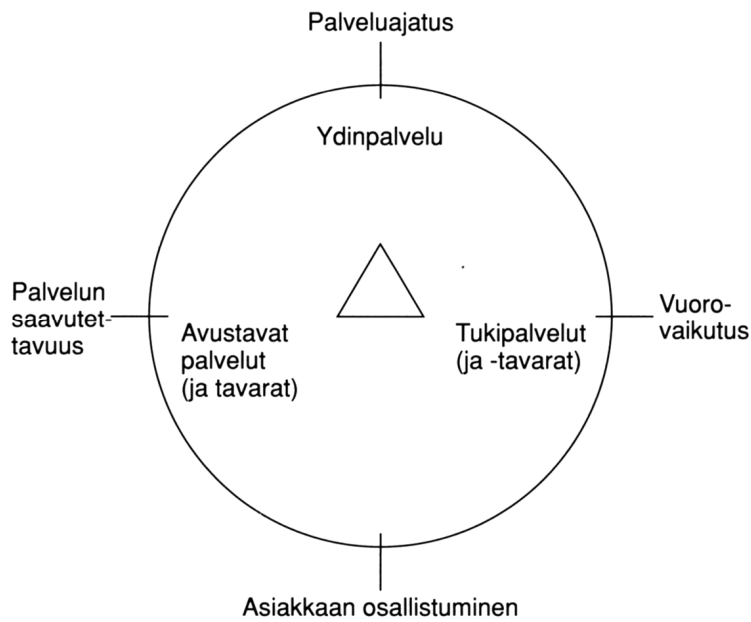 Palveluajatus
Ydinpalvelu
Palvelun
saavutet-
tavuus
Avustavat
palvelut
(ja tavarat)
Tukipalvelut
(ja -tavarat)
Vuoro-
vaikutus
Asiakkaan osallistuminen